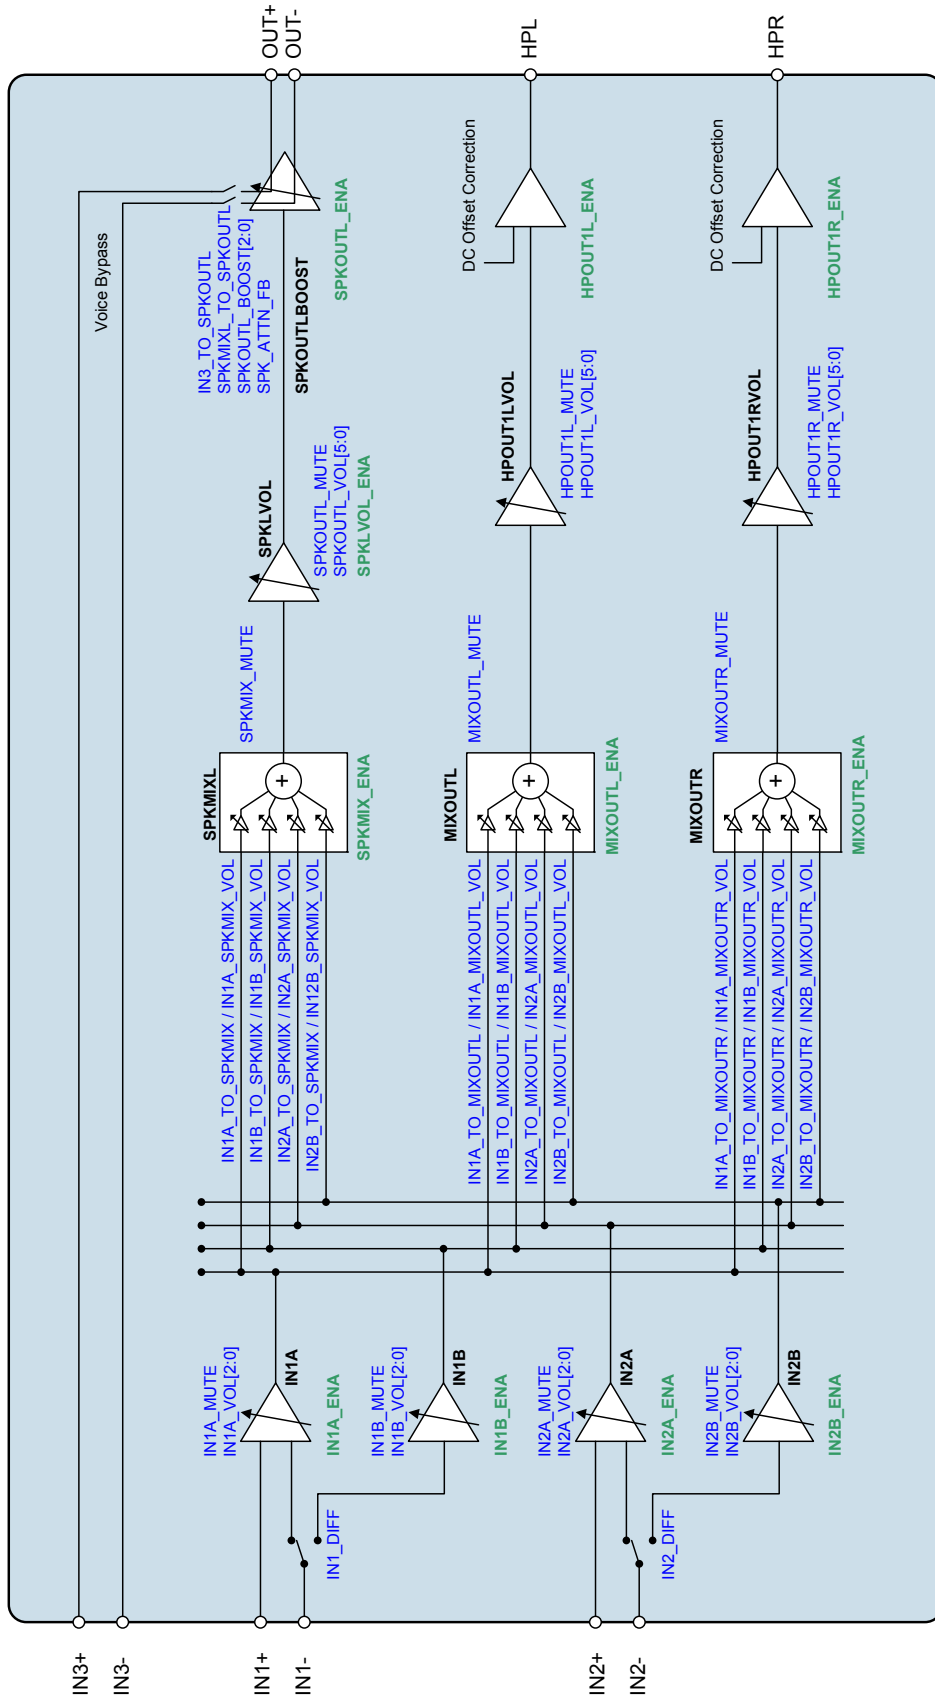 IN3+
IN3-
IN1+
IN1-
IN2+
IN2-
Voice Bypass
IN3_TO_SPKOUTL
SPKMIXL_TO_SPKOUTL
SPKOUTL_BOOST[2:0]
SPK_ATTN_FB
SPKOUTLBOOST
SPKOUTL_ENA
OUT+
OUT-
SPKLVOL
SPKOUTL_MUTE
SPKOUTL_VOL[5:0]
SPKLVOL_ENA
SPKMIX_MUTE
SPKMIXL
+
SPKMIX_ENA
IN1A_TO_SPKMIX / IN1A_SPKMIX_VOL
IN1B_TO_SPKMIX / IN1B_SPKMIX_VOL
IN2A_TO_SPKMIX / IN2A_SPKMIX_VOL
IN2B_TO_SPKMIX / IN12B_SPKMIX_VOL
IN1A_MUTE
IN1A_VOL[2:0]
IN1A
IN1A_ENA
IN1_DIFF
IN1B_MUTE
IN1B_VOL[2:0]
IN1B
IN1B_ENA
IN2A_MUTE
IN2A_VOL[2:0]
IN2A
IN2A_ENA
IN2_DIFF
IN2B_MUTE
IN2B_VOL[2:0]
IN2B
IN2B_ENA
IN1A_TO_MIXOUTL / IN1A_MIXOUTL_VOL
IN1B_TO_MIXOUTL / IN1B_MIXOUTL_VOL
IN2A_TO_MIXOUTL / IN2A_MIXOUTL_VOL
IN2B_TO_MIXOUTL / IN2B_MIXOUTL_VOL
MIXOUTL
+
MIXOUTL_ENA
MIXOUTL_MUTE
HPOUT1LVOL
HPOUT1L_MUTE
HPOUT1L_VOL[5:0]
DC Offset Correction
HPOUT1L_ENA
HPL
IN1A_TO_MIXOUTR / IN1A_MIXOUTR_VOL
IN1B_TO_MIXOUTR / IN1B_MIXOUTR_VOL
IN2A_TO_MIXOUTR / IN2A_MIXOUTR_VOL
IN2B_TO_MIXOUTR / IN2B_MIXOUTR_VOL
MIXOUTR
+
MIXOUTR_ENA
MIXOUTR_MUTE
HPOUT1RVOL
HPOUT1R_MUTE
HPOUT1R_VOL[5:0]
DC Offset Correction
HPOUT1R_ENA
HPR